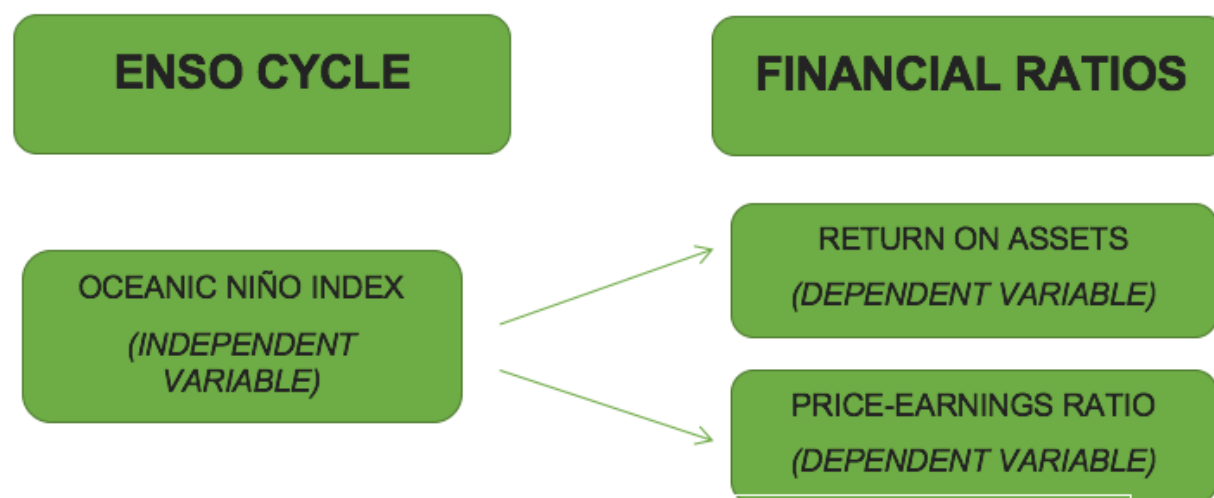 ENSO CYCLE
FINANCIAL RATIOS
OCEANIC NIÑO INDEX
(INDEPENDENT
VARIABLE)
RETURN ON ASSETS
(DEPENDENT VARIABLE)
PRICE-EARNINGS RATIO
(DEPENDENT VARIABLE)